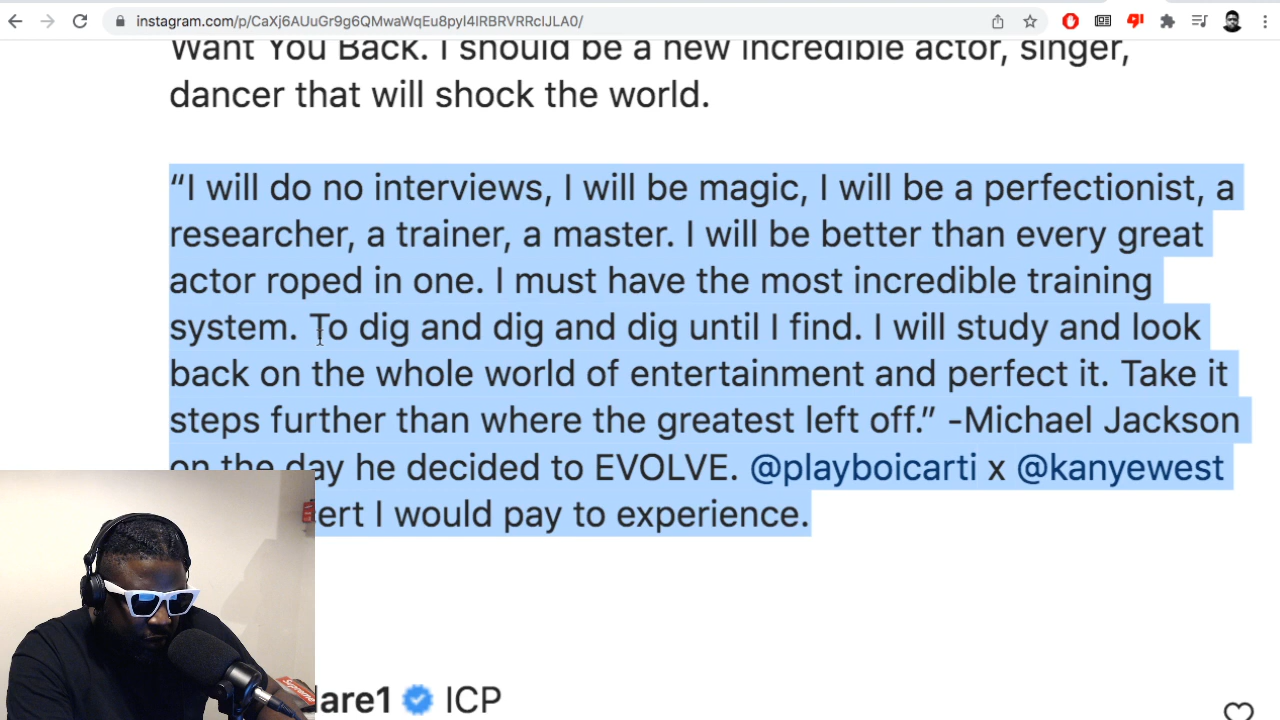 instagram.com/p/CaXj6AUuGr9g6QMwaWqEu8pyI4IRBRVRRcIJLA0/
Want You Back. I should be a new incredible actor, singer,
dancer that will shock the world.
“I will do no interviews, I will be magic, I will be a perfectionist, a
researcher, a trainer, a master. I will be better than every great
actor roped in one. I must have the most incredible training
system. To dig and dig and dig until I find. I will study and look
back on the whole world of entertainment and perfect it. Take it
steps further than where the greatest left off.” -Michael Jackson
on the day he decided to EVOLVE. @playboicarti x @kanyewest
ert I would pay to experience.
lare1 ICP
Supreme